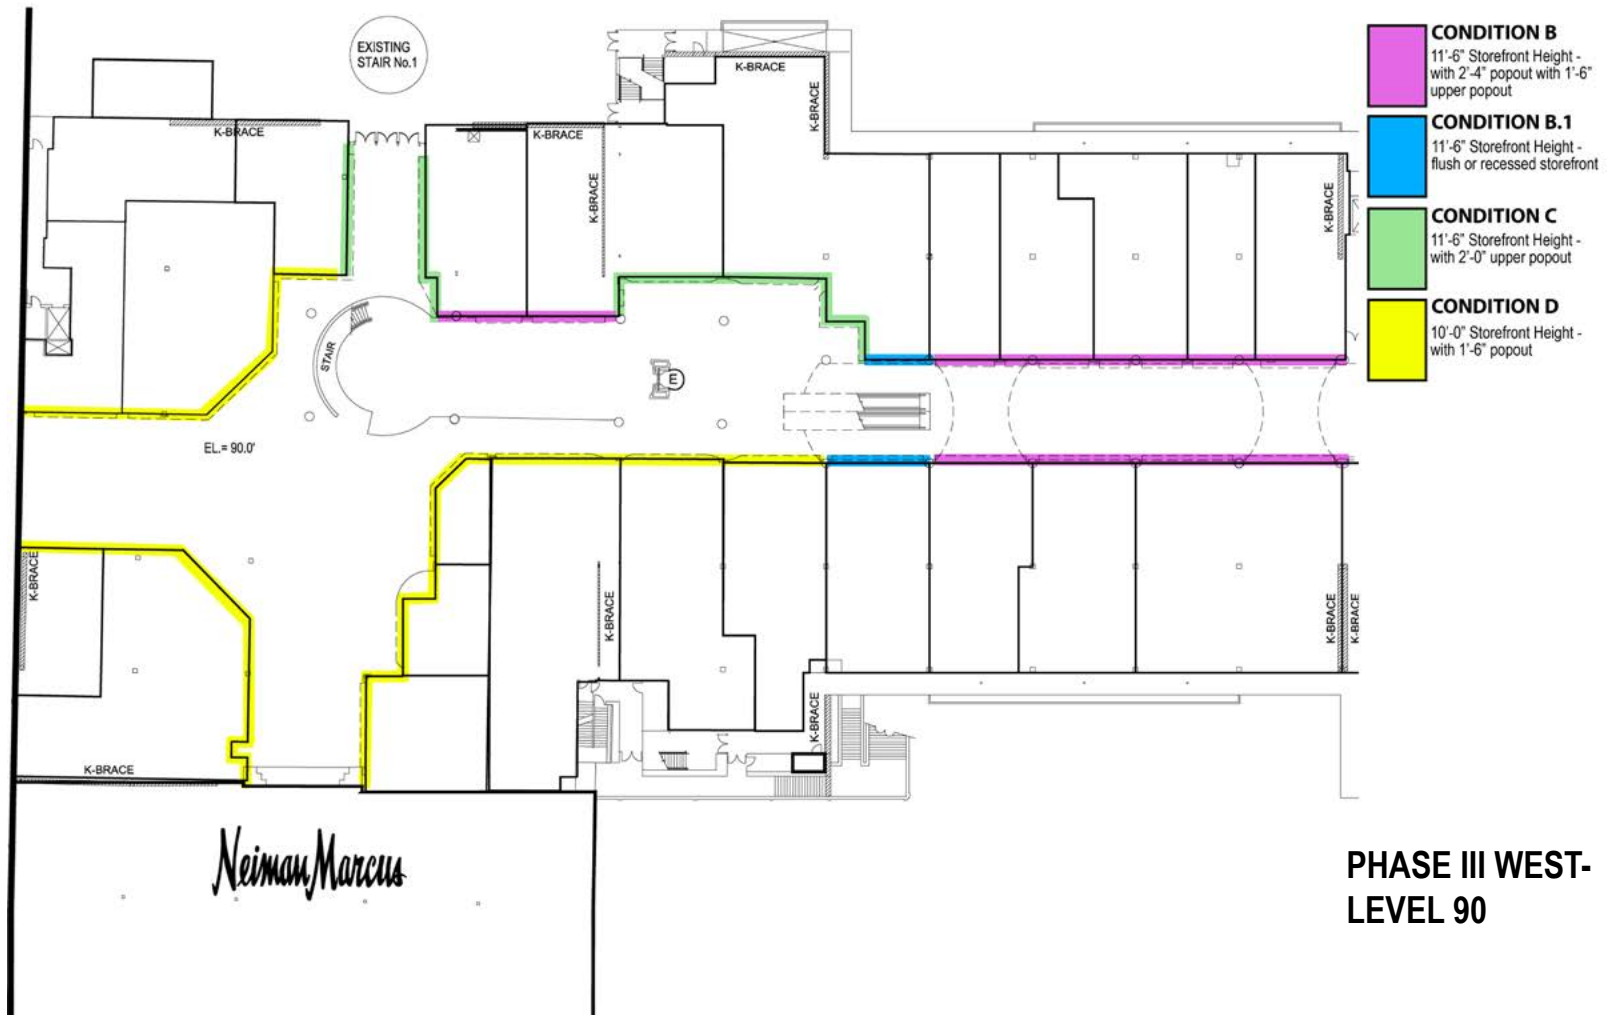 EXISTING
STAIR No.1
K-BRACE
K-BRACE
K-BRACE
K-BRACE
K-BRACE
K-BRACE
STAIR
E
EL.= 90.0'
K-BRACE
K-BRACE
K-BRACE
K-BRACE
K-BRACE
K-BRACE
Neiman Marcus
CONDITION B
11'-6" Storefront Height -
with 2'-4" popout with 1'-6"
upper popout
CONDITION B.1
11'-6" Storefront Height -
flush or recessed storefront
CONDITION C
11'-6" Storefront Height -
with 2'-0" upper popout
CONDITION D
10'-0" Storefront Height -
with 1'-6" popout
PHASE III WEST-
LEVEL 90